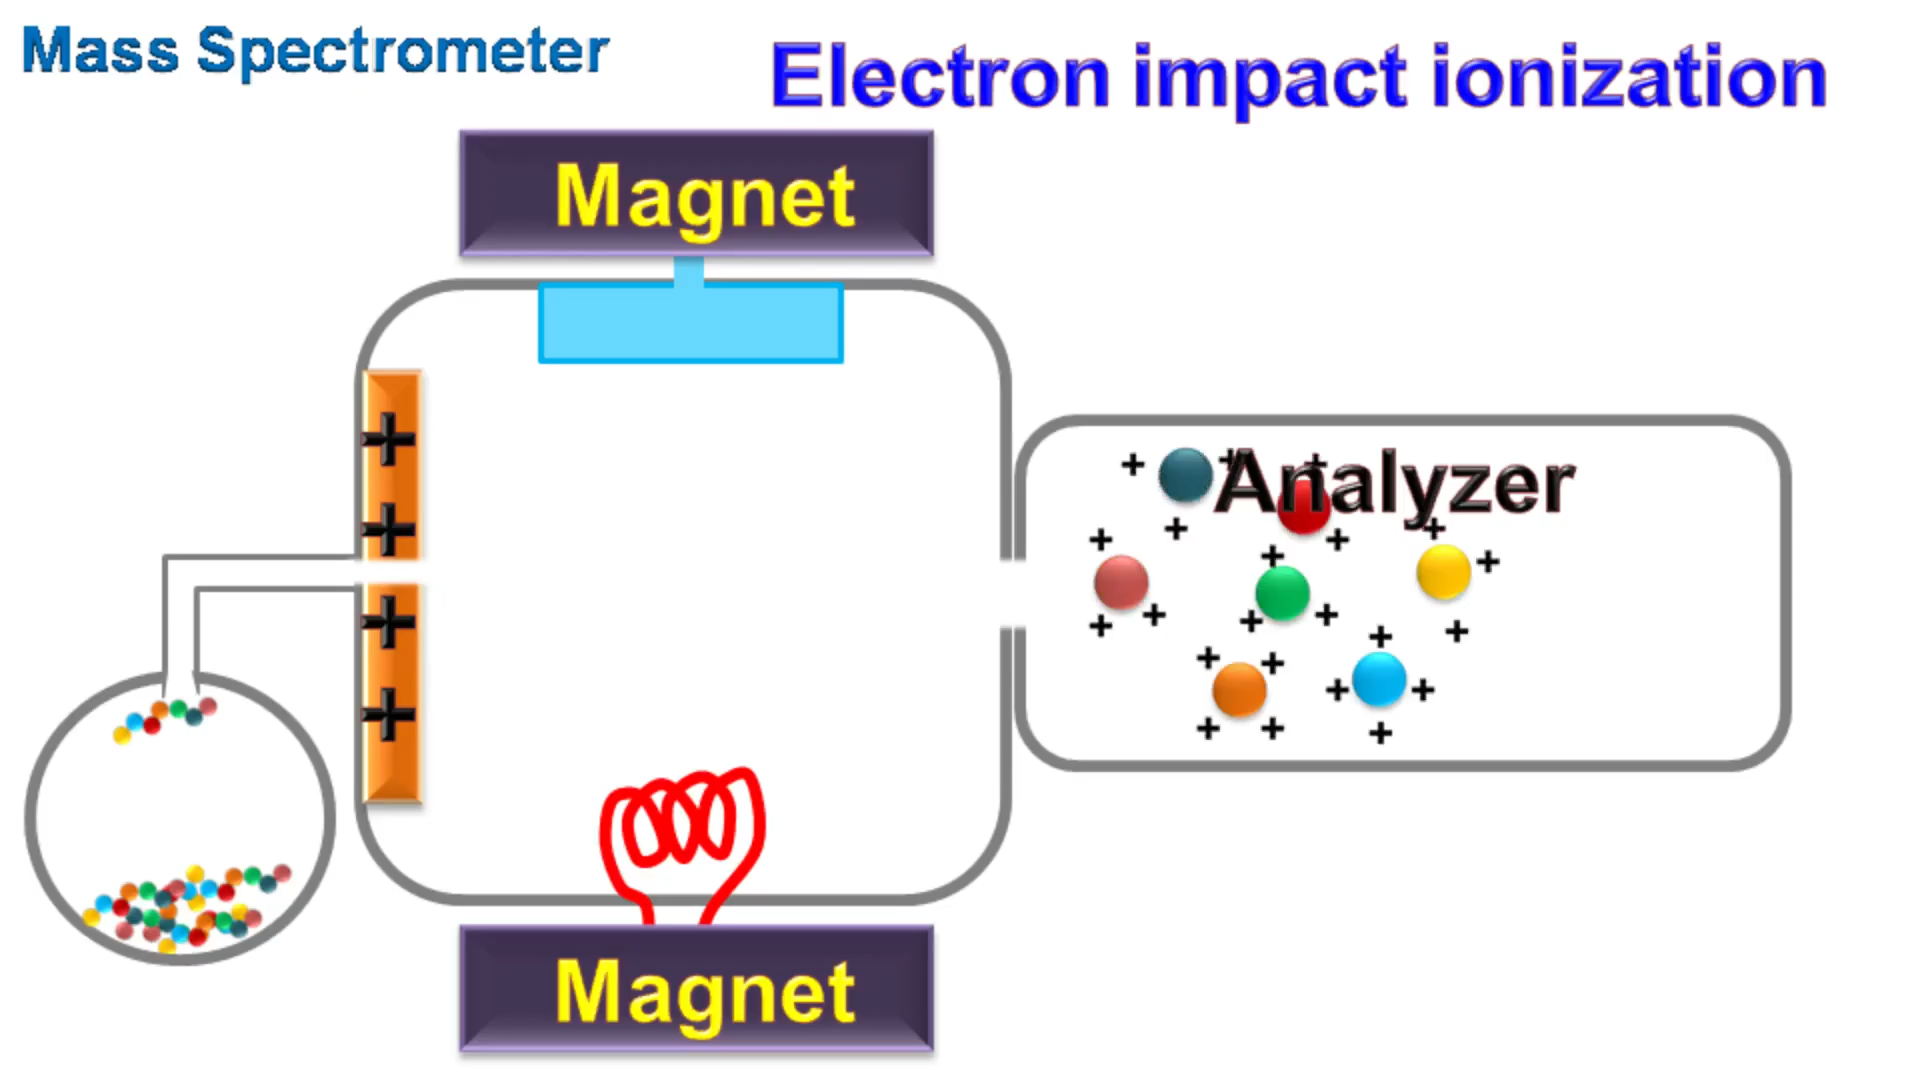 Mass Spectrometer
Electron impact ionization
Magnet
Analyzer
Magnet